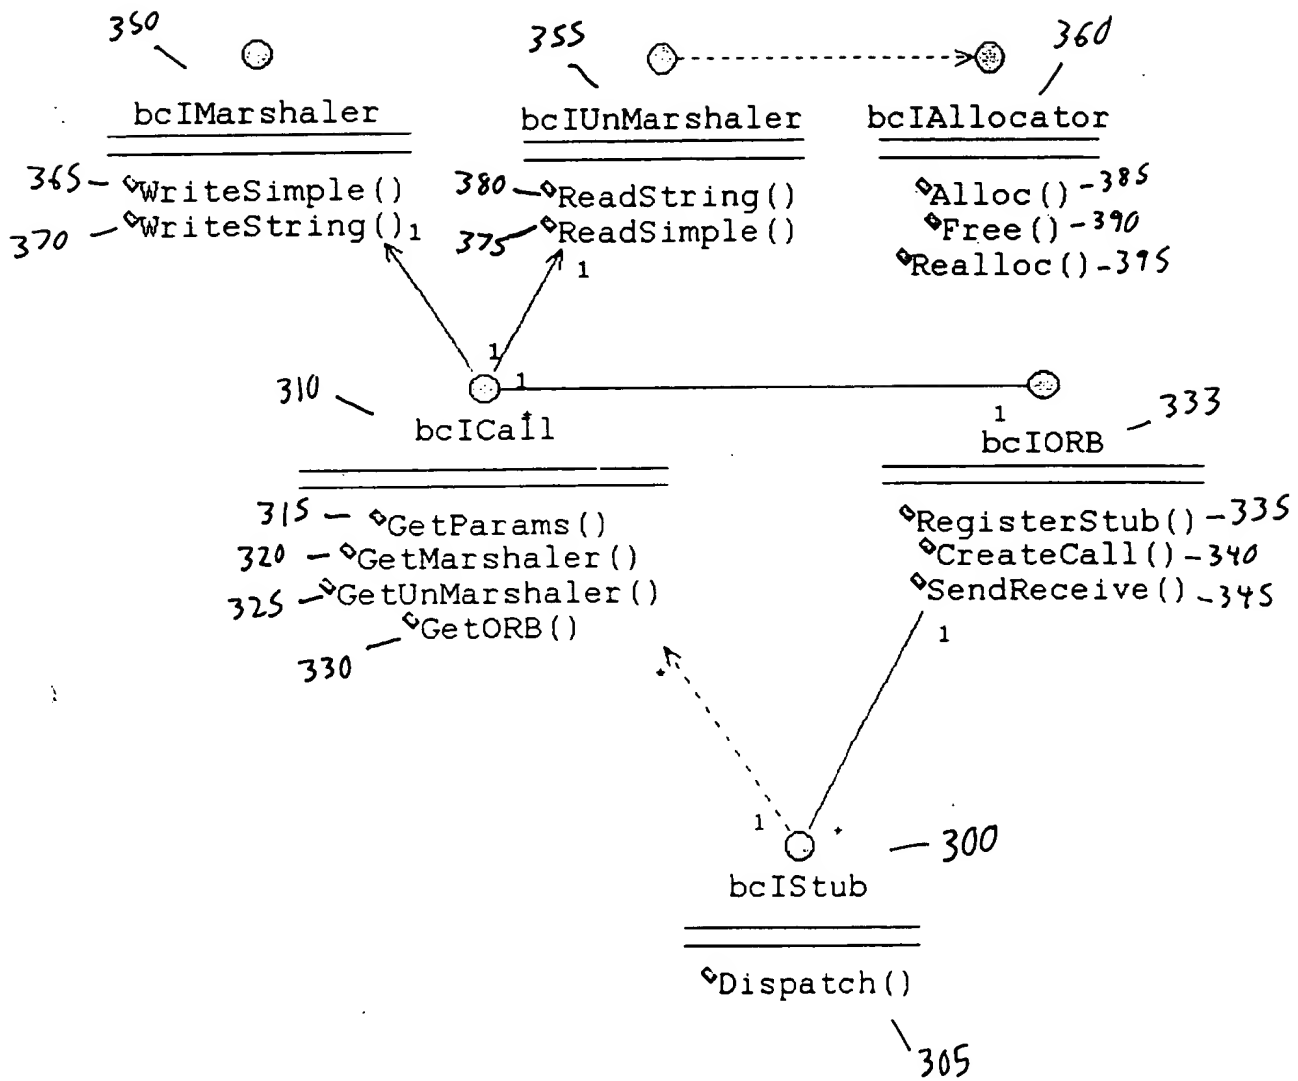 350
355
360
bcIMarshaler
bcIUnMarshaler
bcIAllocator
365 WriteSimple()
370 WriteString() 1
380 ReadString()
375 ReadSimple()
1
Alloc() -385
Free() -390
Realloc() -395
1
1
*
1
310
bcICall
333
bcIORB
315 GetParams()
320 GetMarshaler()
325 GetUnMarshaler()
330 GetORB()
RegisterStub() -335
CreateCall() -340
SendReceive() -345
1
*
1
*
300
bcIStub
Dispatch()
305